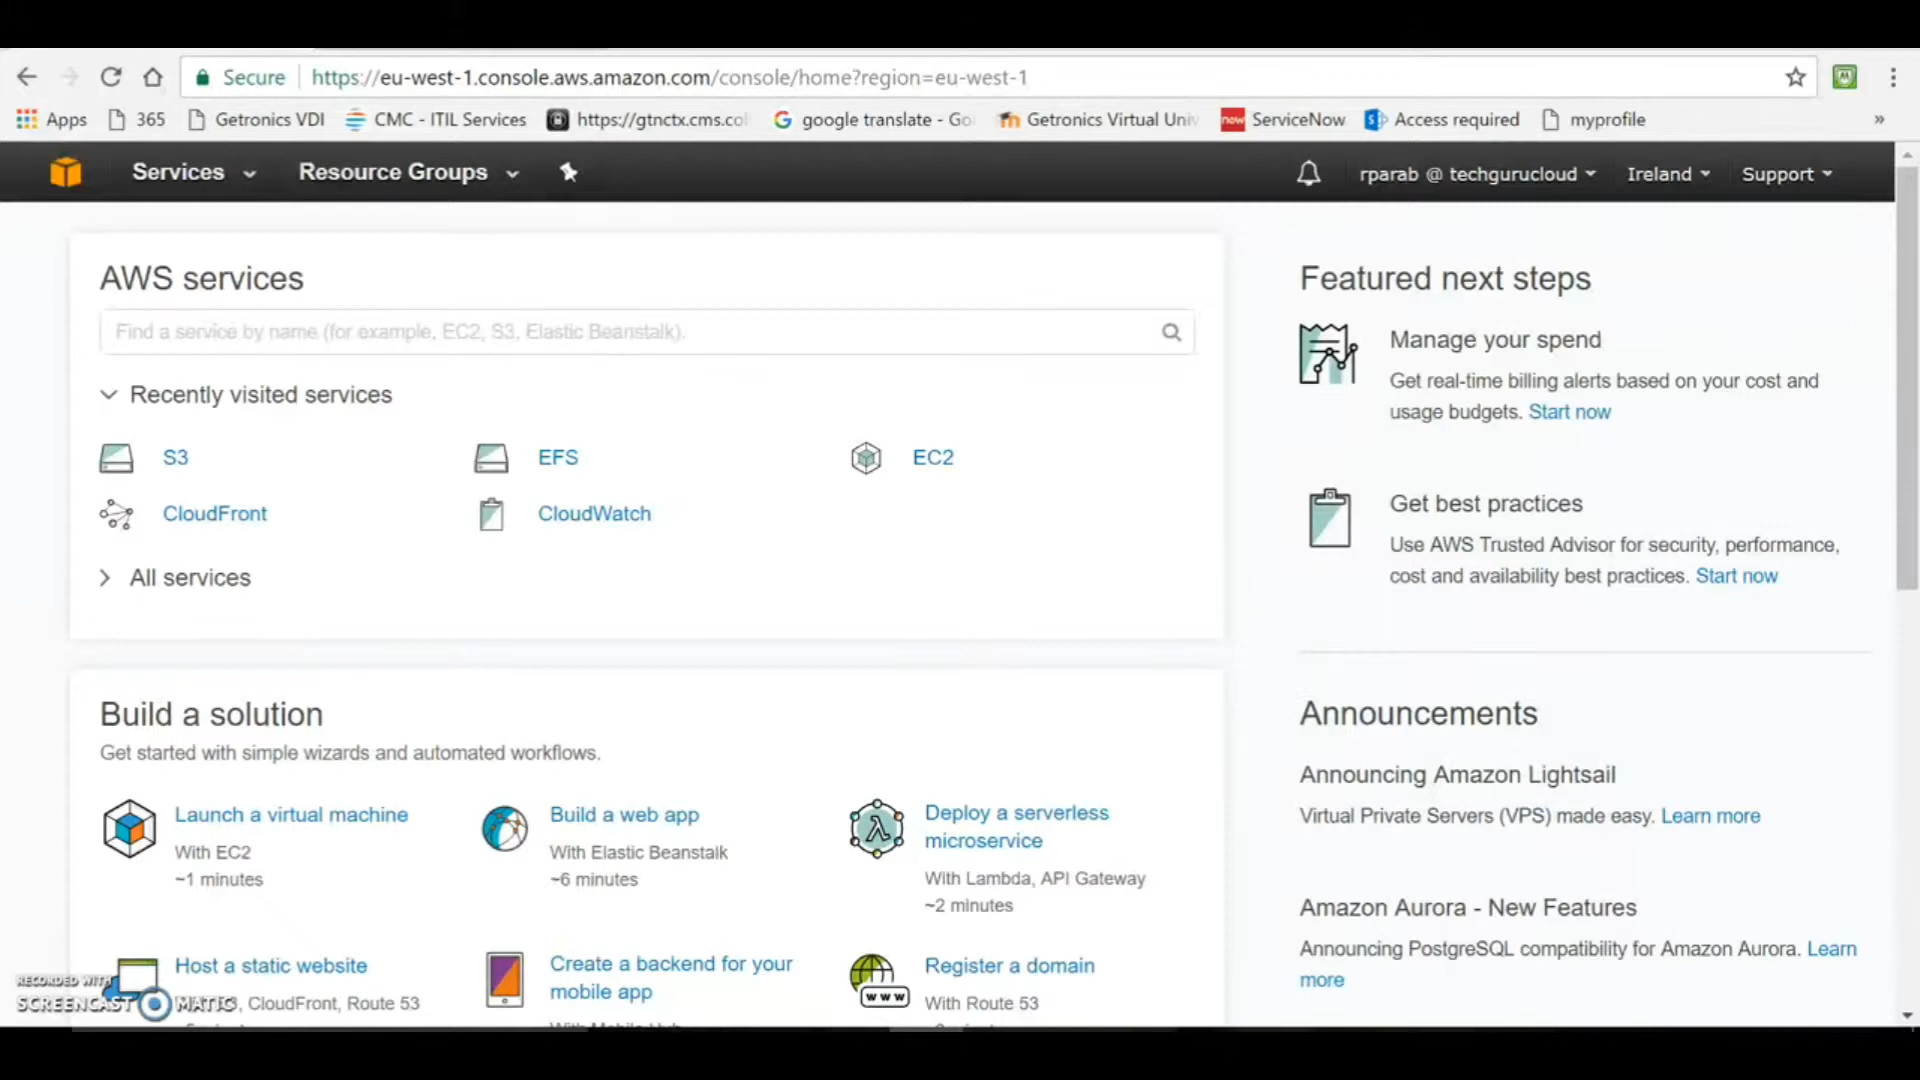 Secure https://eu-west-1.console.aws.amazon.com/console/home?region=eu-west-1
Apps 365 Getronics VDI CMC - ITIL Services https://gtnctx.cms.co google translate - Go Getronics Virtual Univ now ServiceNow Access required myprofile »
Services Resource Groups rparab @ techgurucloud Ireland Support
AWS services
Find a service by name (for example, EC2, S3, Elastic Beanstalk).
Recently visited services
S3 EFS EC2
CloudFront CloudWatch
All services
Build a solution
Get started with simple wizards and automated workflows.
Launch a virtual machine
With EC2
~1 minutes
Build a web app
With Elastic Beanstalk
~6 minutes
Deploy a serverless
microservice
With Lambda, API Gateway
~2 minutes
Host a static website
CloudFront, Route 53
Create a backend for your
mobile app
With Mobile Hub
Register a domain
With Route 53
www
Featured next steps
Manage your spend
Get real-time billing alerts based on your cost and
usage budgets. Start now
Get best practices
Use AWS Trusted Advisor for security, performance,
cost and availability best practices. Start now
Announcements
Announcing Amazon Lightsail
Virtual Private Servers (VPS) made easy. Learn more
Amazon Aurora - New Features
Announcing PostgreSQL compatibility for Amazon Aurora. Learn
more
RECORDED WITH
SCREENCAST MATIC